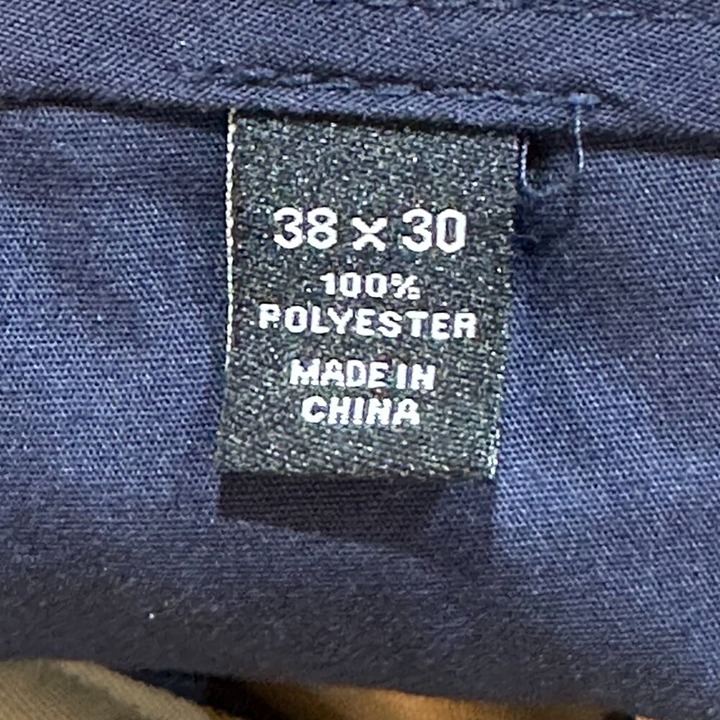 38 x 30
100%
POLYESTER
MADE IN
CHINA